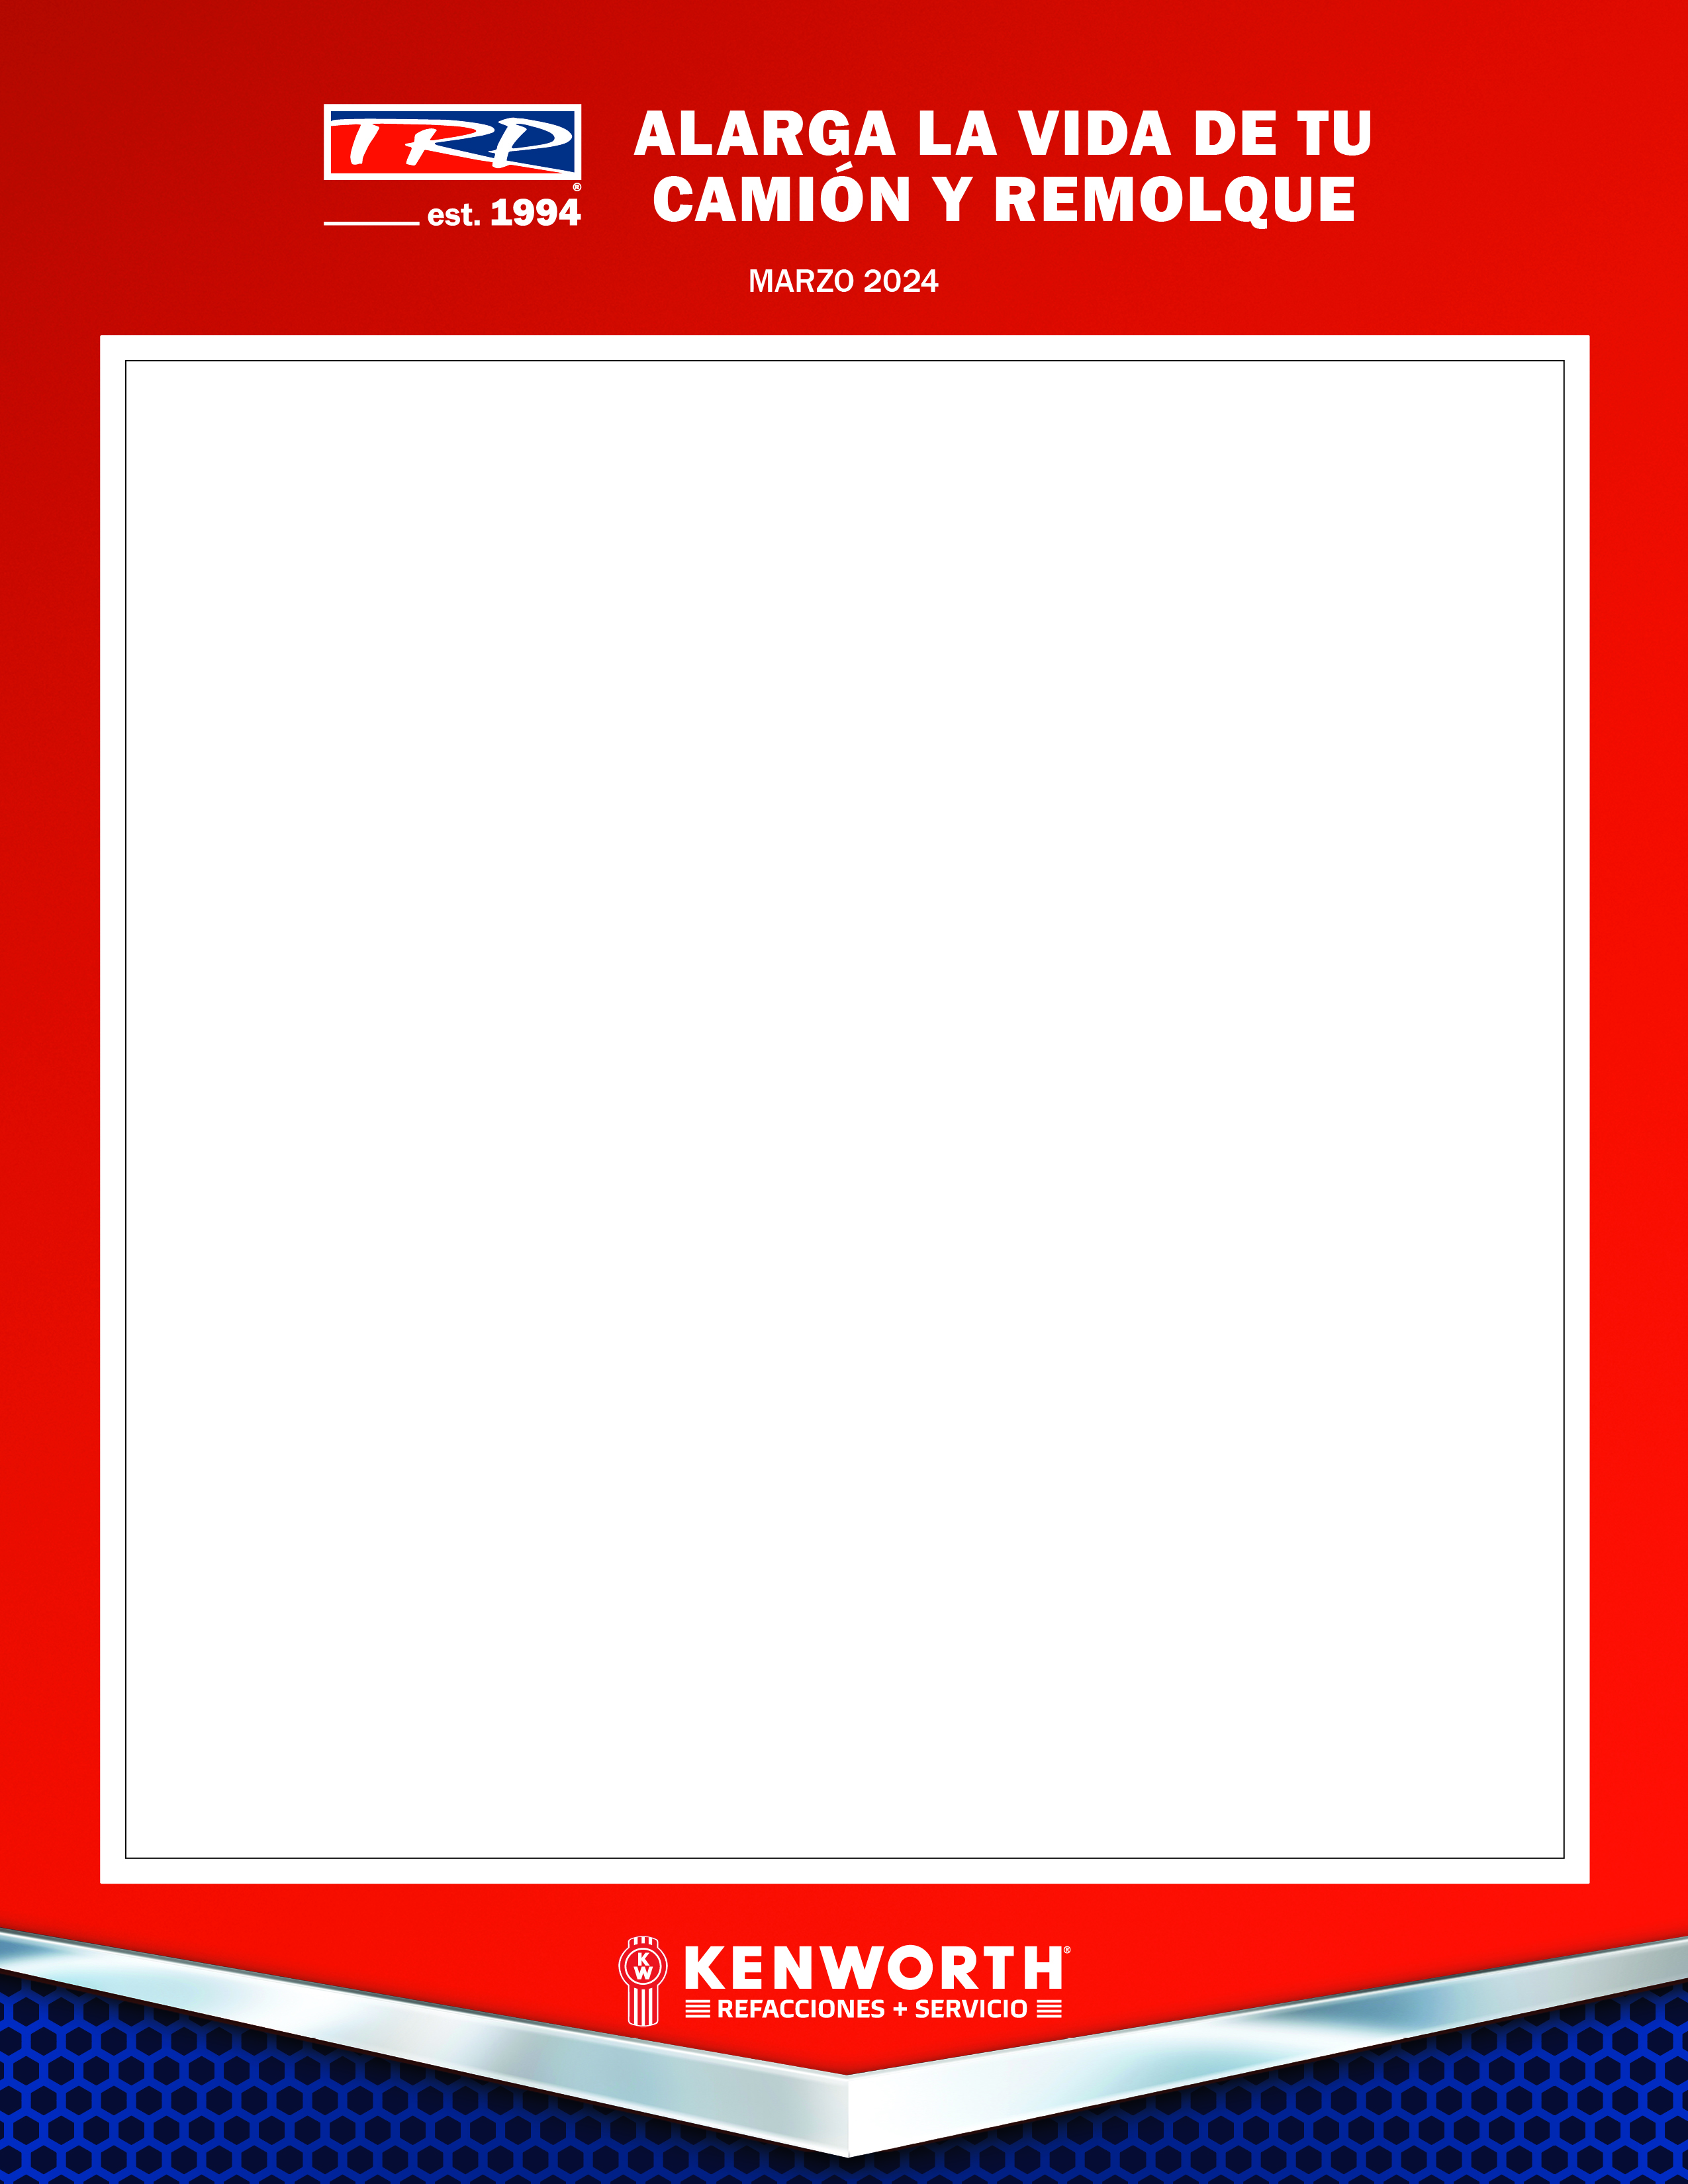 TRP
®
est. 1994
ALARGA LA VIDA DE TU
CAMIÓN Y REMOLQUE
MARZO 2024
KW
KENWORTH®
REFACCIONES + SERVICIO